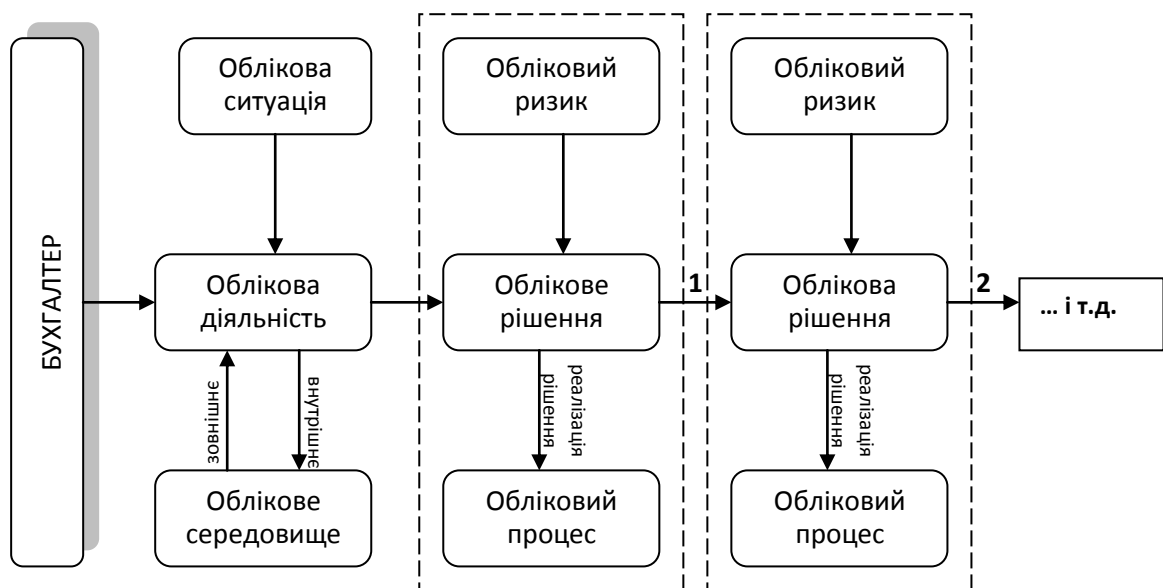 БУХГАЛТЕР
Облікова
ситуація
Обліковий
ризик
Обліковий
ризик
Облікова
діяльність
Облікове
рішення
1
Облікова
рішення
2
... і т.д.
зовнішнє
внутрішнє
реалізація
рішення
реалізація
рішення
Облікове
середовище
Обліковий
процес
Обліковий
процес